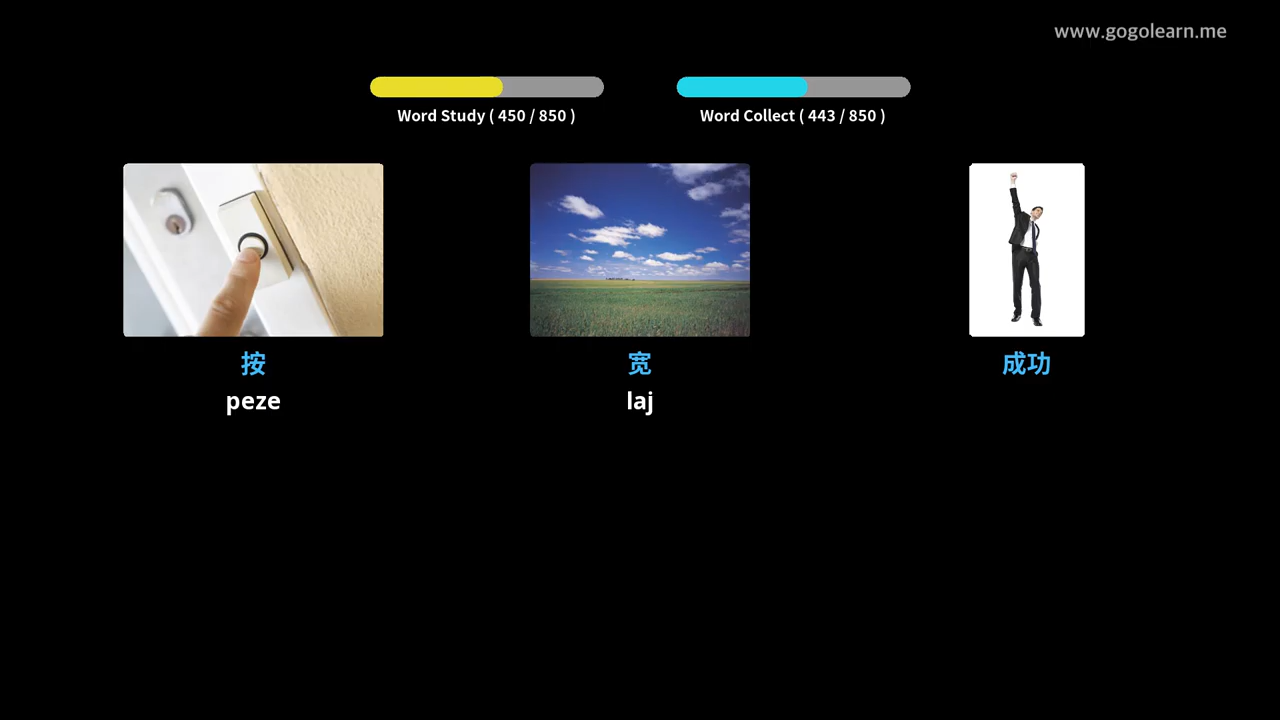 www.gogolearn.me
Word Study ( 450 / 850 )
Word Collect ( 443 / 850 )
按
peze
宽
laj
成功